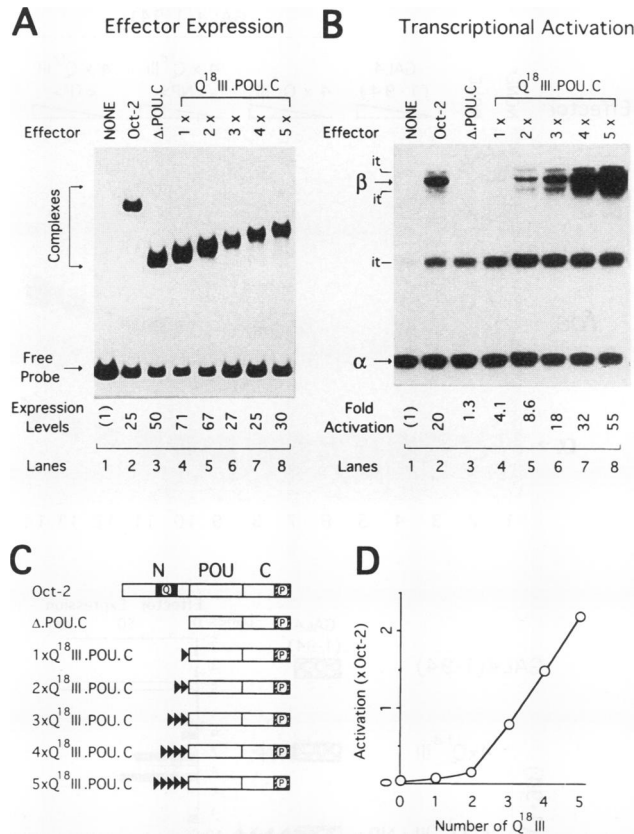 A Effector Expression
Q18III.POU.C
Effector NONE Oct-2 Δ.POU.C 1x 2x 3x 4x 5x
Complexes
Free Probe
Expression Levels (1) 25 50 71 67 27 25 30
Lanes 1 2 3 4 5 6 7 8
B Transcriptional Activation
Q18III.POU.C
Effector NONE Oct-2 Δ.POU.C 1x 2x 3x 4x 5x
it
β
it
it
α
Fold Activation (1) 20 1.3 4.1 8.6 18 32 55
Lanes 1 2 3 4 5 6 7 8
C
N POU C
Oct-2 Q P
Δ.POU.C P
1xQ18III.POU.C P
2xQ18III.POU.C P
3xQ18III.POU.C P
4xQ18III.POU.C P
5xQ18III.POU.C P
D
Activation (x Oct-2)
2
1
0
0 1 2 3 4 5
Number of Q18III